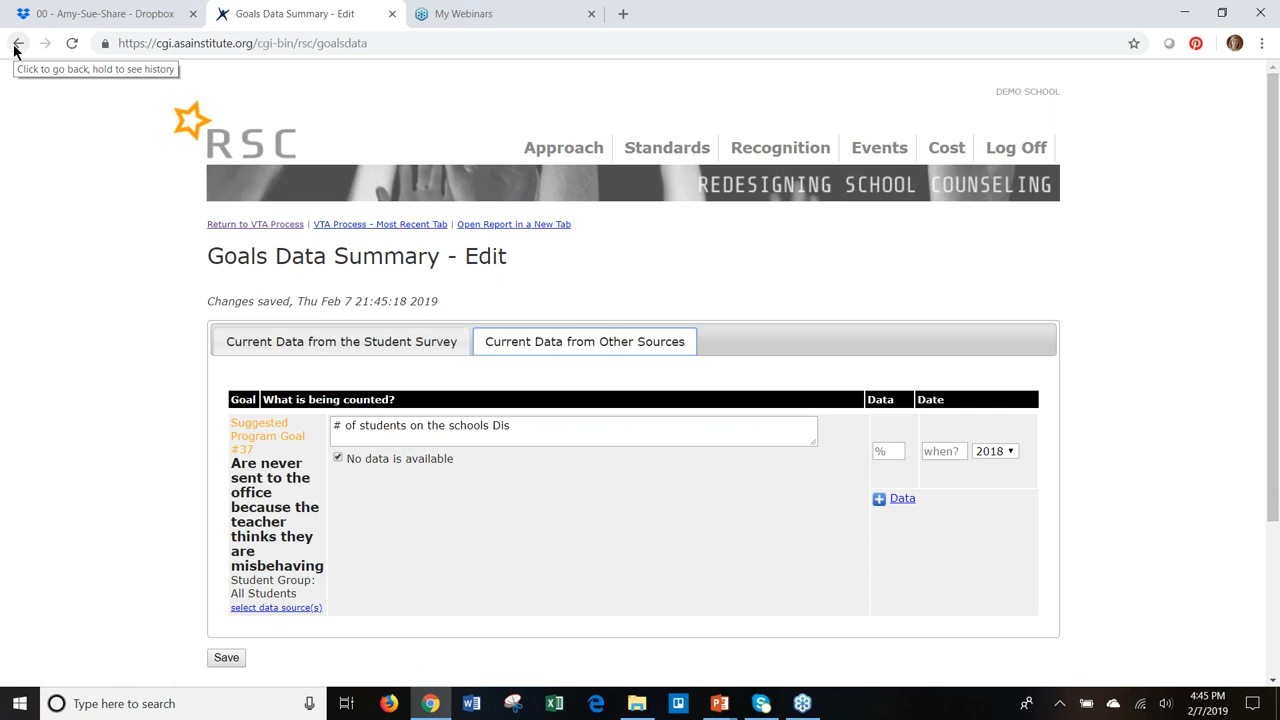 00 - Amy-Sue-Share - Dropbox
Goals Data Summary - Edit
My Webinars
https://cgi.asainstitute.org/cgi-bin/rsc/goalsdata
Click to go back, hold to see history
DEMO SCHOOL
RSC
Approach
Standards
Recognition
Events
Cost
Log Off
REDESIGNING SCHOOL COUNSELING
Return to VTA Process | VTA Process - Most Recent Tab | Open Report in a New Tab
Goals Data Summary - Edit
Changes saved, Thu Feb 7 21:45:18 2019
Current Data from the Student Survey
Current Data from Other Sources
Goal What is being counted? Data Date
Suggested
Program Goal
#37
Are never
sent to the
office
because the
teacher
thinks they
are
misbehaving
Student Group:
All Students
select data source(s)
# of students on the schools Dis
No data is available
%
when?
2018
Data
Save
Type here to search
4:45 PM
2/7/2019